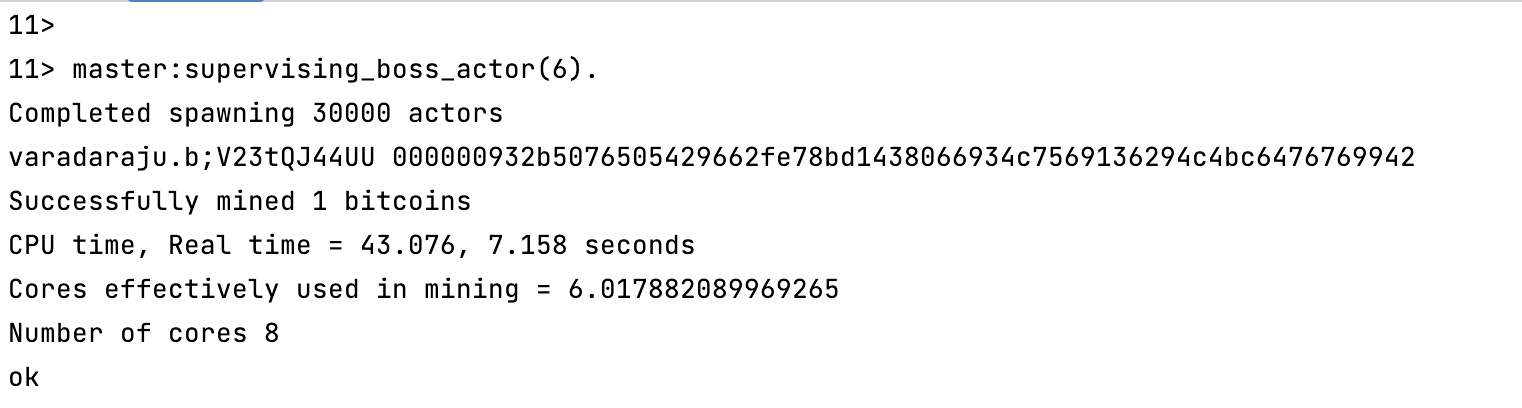 11>
11> master:supervising_boss_actor(6).
Completed spawning 30000 actors
varadaraju.b;V23tQJ44UU 000000932b5076505429662fe78bd1438066934c7569136294c4bc6476769942
Successfully mined 1 bitcoins
CPU time, Real time = 43.076, 7.158 seconds
Cores effectively used in mining = 6.017882089969265
Number of cores 8
ok